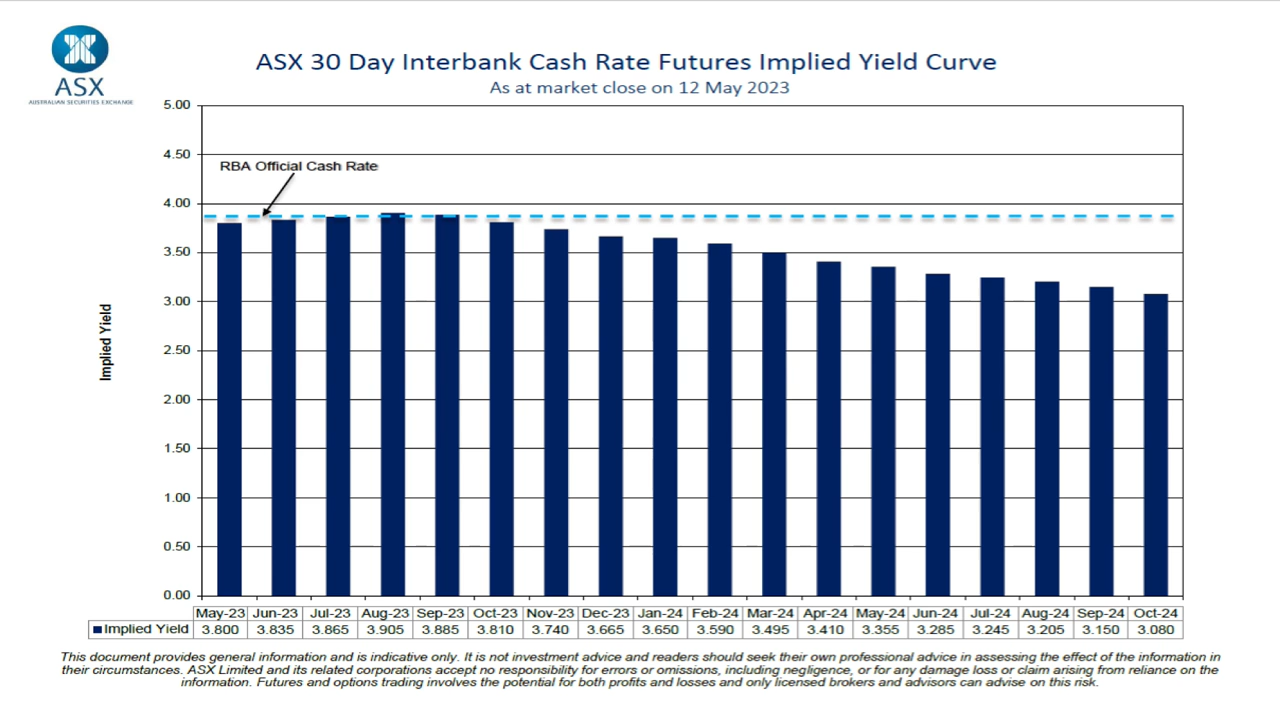 ASX
AUSTRALIAN SECURITIES EXCHANGE
ASX 30 Day Interbank Cash Rate Futures Implied Yield Curve
As at market close on 12 May 2023
5.00
4.50
RBA Official Cash Rate
4.00
3.50
3.00
Implied Yield
2.50
2.00
1.50
1.00
0.50
0.00
May-23 Jun-23 Jul-23 Aug-23 Sep-23 Oct-23 Nov-23 Dec-23 Jan-24 Feb-24 Mar-24 Apr-24 May-24 Jun-24 Jul-24 Aug-24 Sep-24 Oct-24
Implied Yield 3.800 3.835 3.865 3.905 3.885 3.810 3.740 3.665 3.650 3.590 3.495 3.410 3.355 3.285 3.245 3.205 3.150 3.080
This document provides general information and is indicative only. It is not investment advice and readers should seek their own professional advice in assessing the effect of the information in
their circumstances. ASX Limited and its related corporations accept no responsibility for errors or omissions, including negligence, or for any damage loss or claim arising from reliance on the
information. Futures and options trading involves the potential for both profits and losses and only licensed brokers and advisors can advise on this risk.